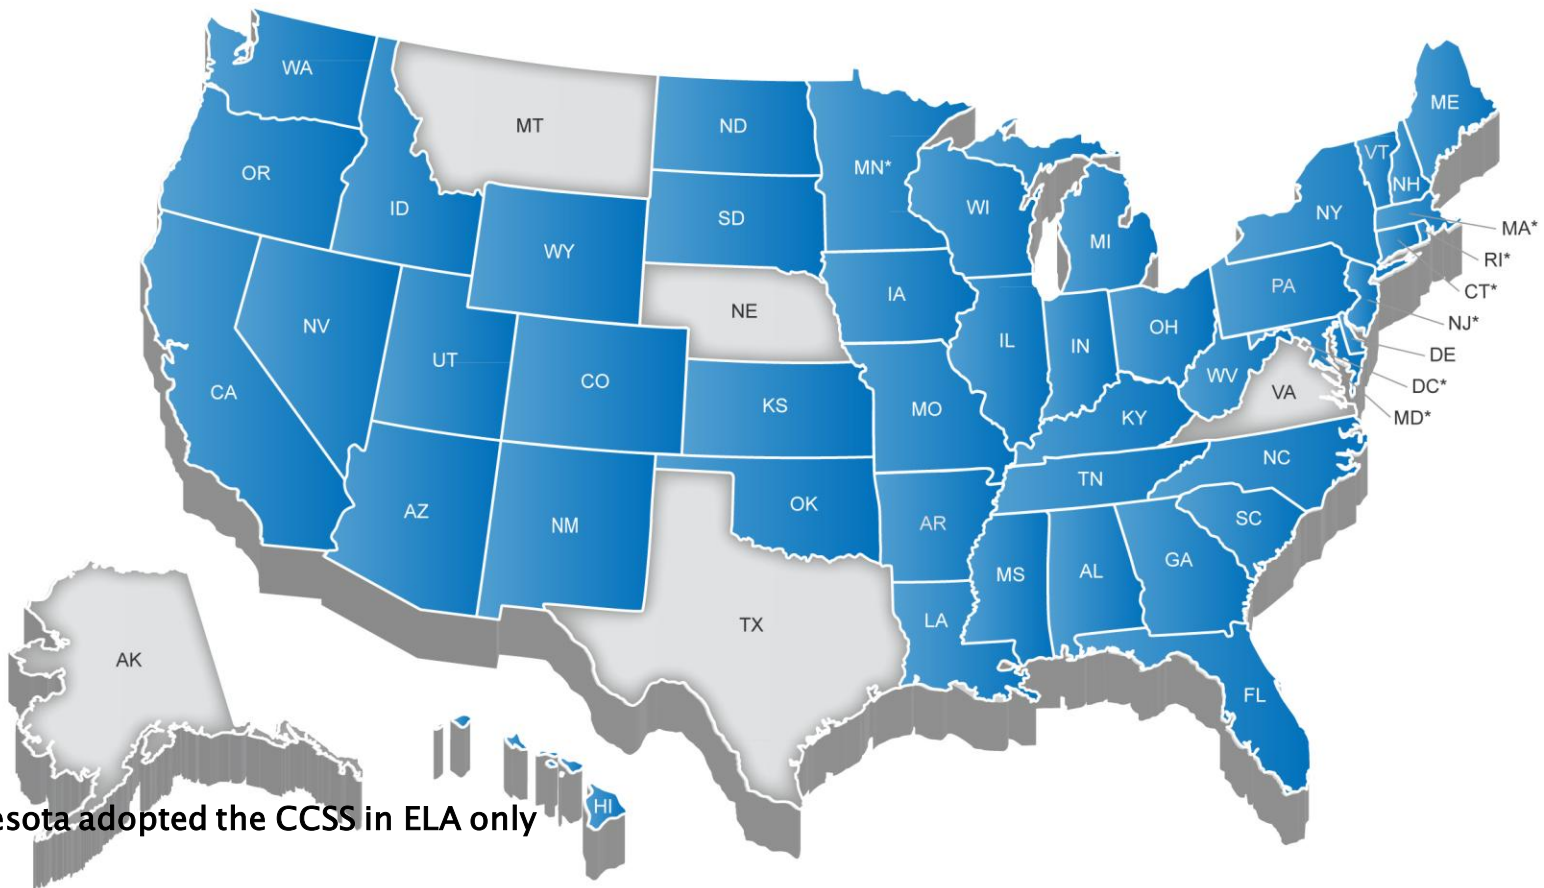 WA
MT
ND
MN*
ME
VT
NH
OR
ID
SD
WI
NY
MA*
MI
RI*
WY
CT*
IA
PA
NE
NJ*
NV
OH
IL
IN
DE
UT
CO
WV
DC*
CA
VA
KS
MO
MD*
KY
NC
TN
AZ
OK
NM
AR
SC
MS
AL
GA
LA
TX
AK
FL
HI
esota adopted the CCSS in ELA only